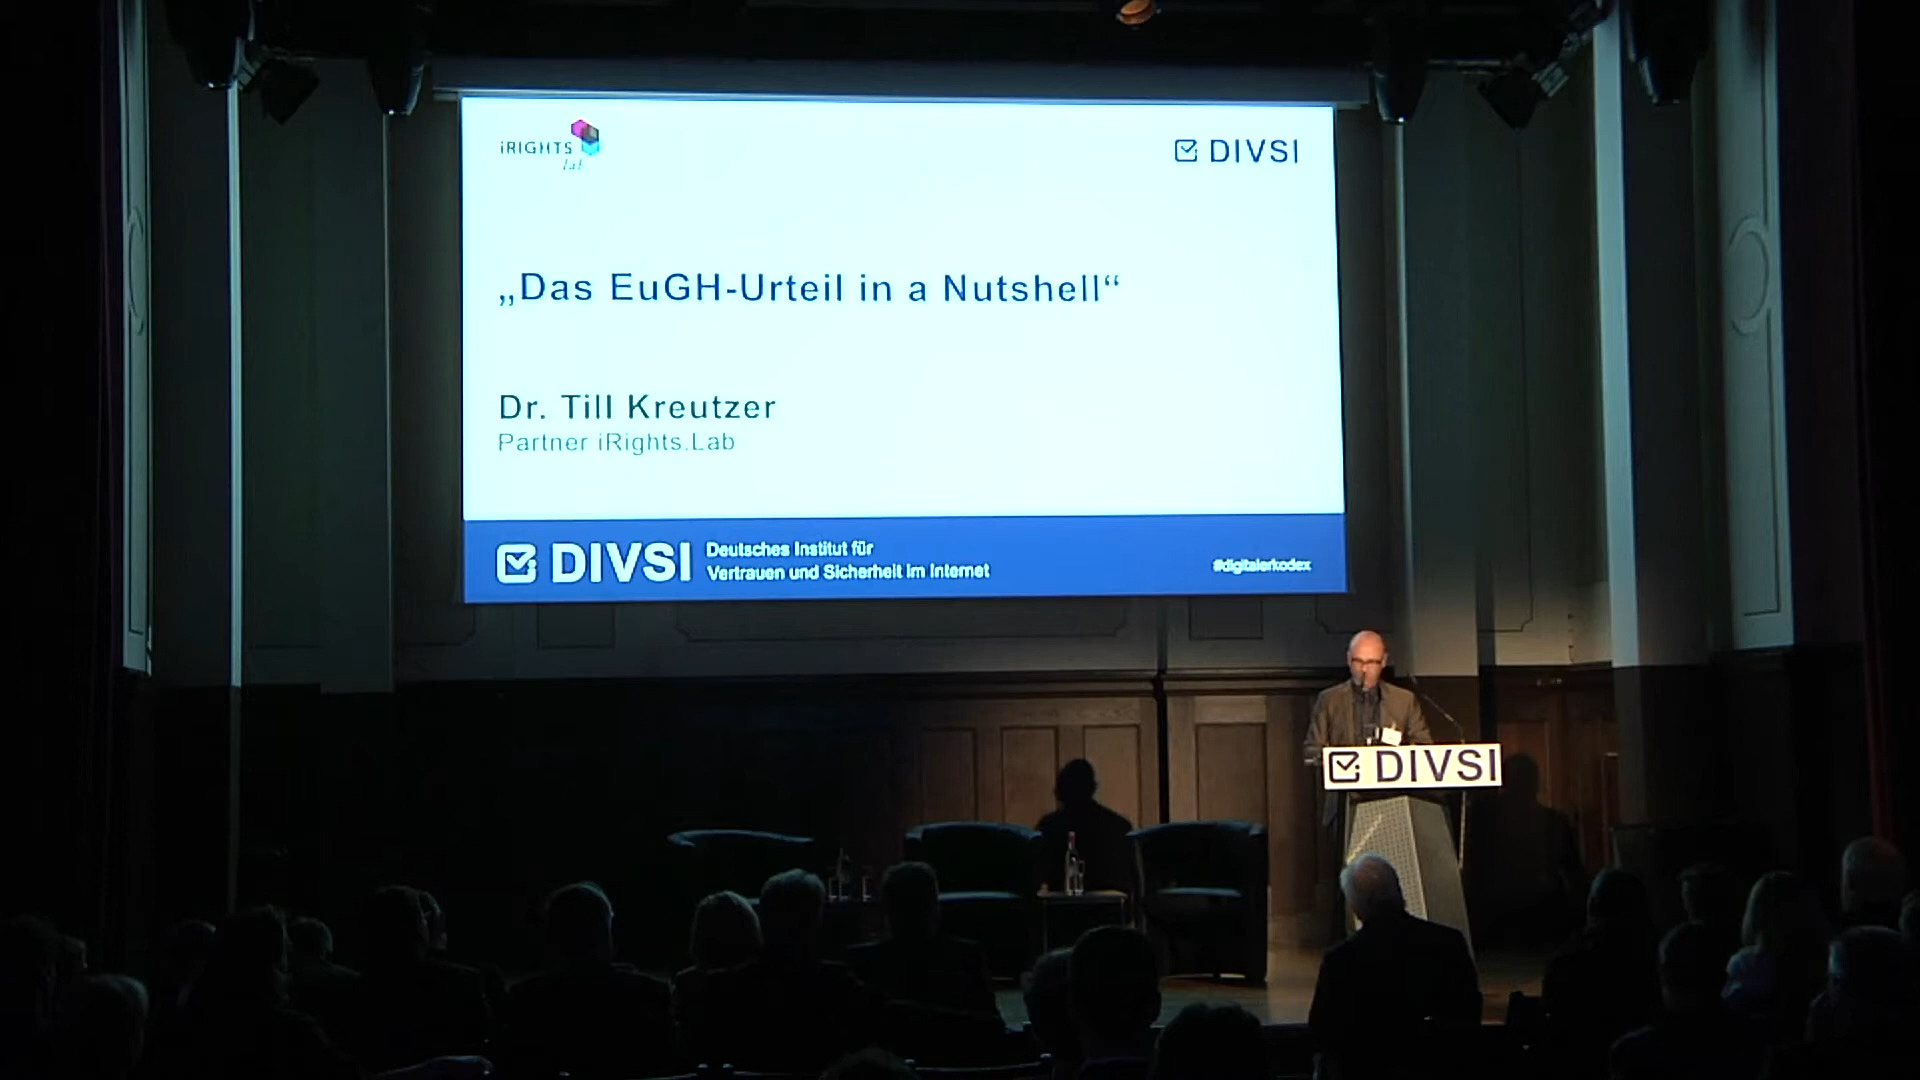 iRIGHTS
lab
DIVSI
„Das EuGH-Urteil in a Nutshell“
Dr. Till Kreutzer
Partner iRights.Lab
DIVSI
Deutsches Institut für
Vertrauen und Sicherheit im Internet
#digitalerkodex
DIVSI